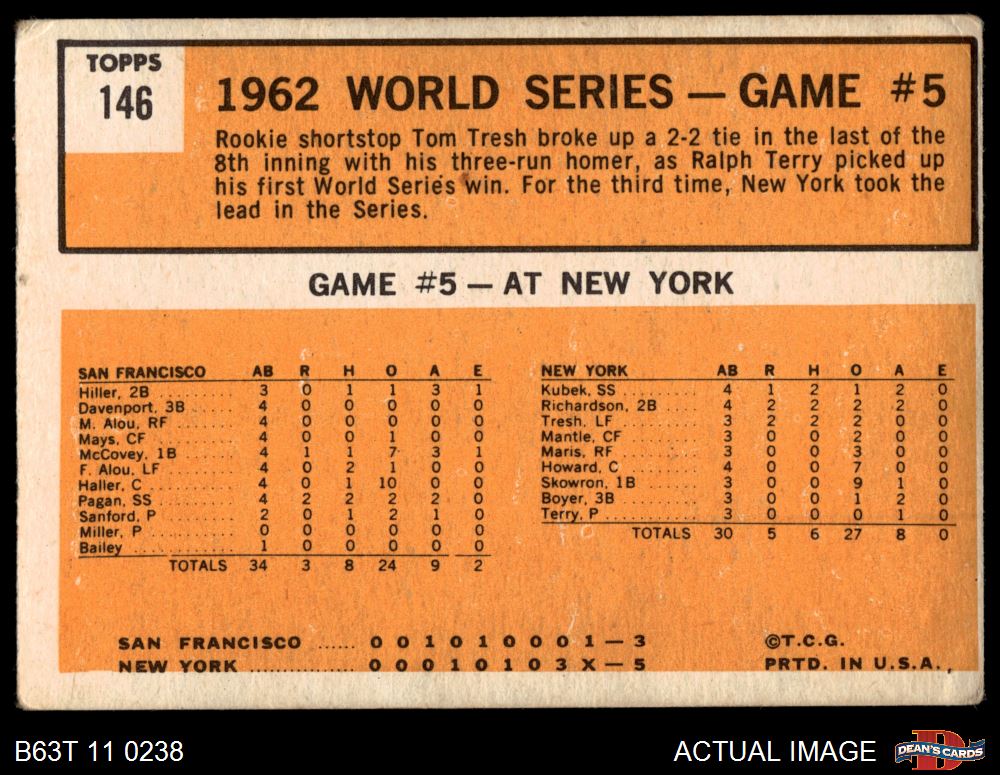 TOPPS
146
1962 WORLD SERIES — GAME #5
Rookie shortstop Tom Tresh broke up a 2-2 tie in the last of the
8th inning with his three-run homer, as Ralph Terry picked up
his first World Series win. For the third time, New York took the
lead in the Series.
GAME #5 — AT NEW YORK
SAN FRANCISCO AB R H O A E
Hiller, 2B ........ 3 0 1 1 3 1
Davenport, 3B .. 4 0 0 0 0 0
M. Alou, RF ..... 4 0 0 0 0 0
Mays, CF ........ 4 0 0 1 0 0
McCovey, 1B .... 4 1 1 7 3 1
F. Alou, LF ...... 4 0 2 1 0 0
Haller, C ......... 4 0 1 10 0 0
Pagan, SS ....... 4 2 2 2 2 0
Sanford, P ....... 2 0 1 2 1 0
Miller, P ......... 0 0 0 0 0 0
Bailey ............ 1 0 0 0 0 0
TOTALS 34 3 8 24 9 2
NEW YORK AB R H O A E
Kubek, SS ...... 4 1 2 1 2 0
Richardson, 2B .... 4 2 2 2 2 0
Tresh, LF ........ 3 2 2 2 0 0
Mantle, CF ....... 3 0 0 2 0 0
Maris, RF ........ 3 0 0 3 0 0
Howard, C ....... 4 0 0 7 0 0
Skowron, 1B ..... 3 0 0 9 1 0
Boyer, 3B ........ 3 0 0 1 2 0
Terry, P .......... 3 0 0 0 1 0
TOTALS 30 5 6 27 8 0
SAN FRANCISCO ...... 0 0 1 0 1 0 0 0 1 — 3
NEW YORK ............... 0 0 0 1 0 1 0 3 X — 5
©T.C.G.
PRTD. IN U.S.A.
B63T 11 0238
ACTUAL IMAGE
D
DEAN'S CARDS